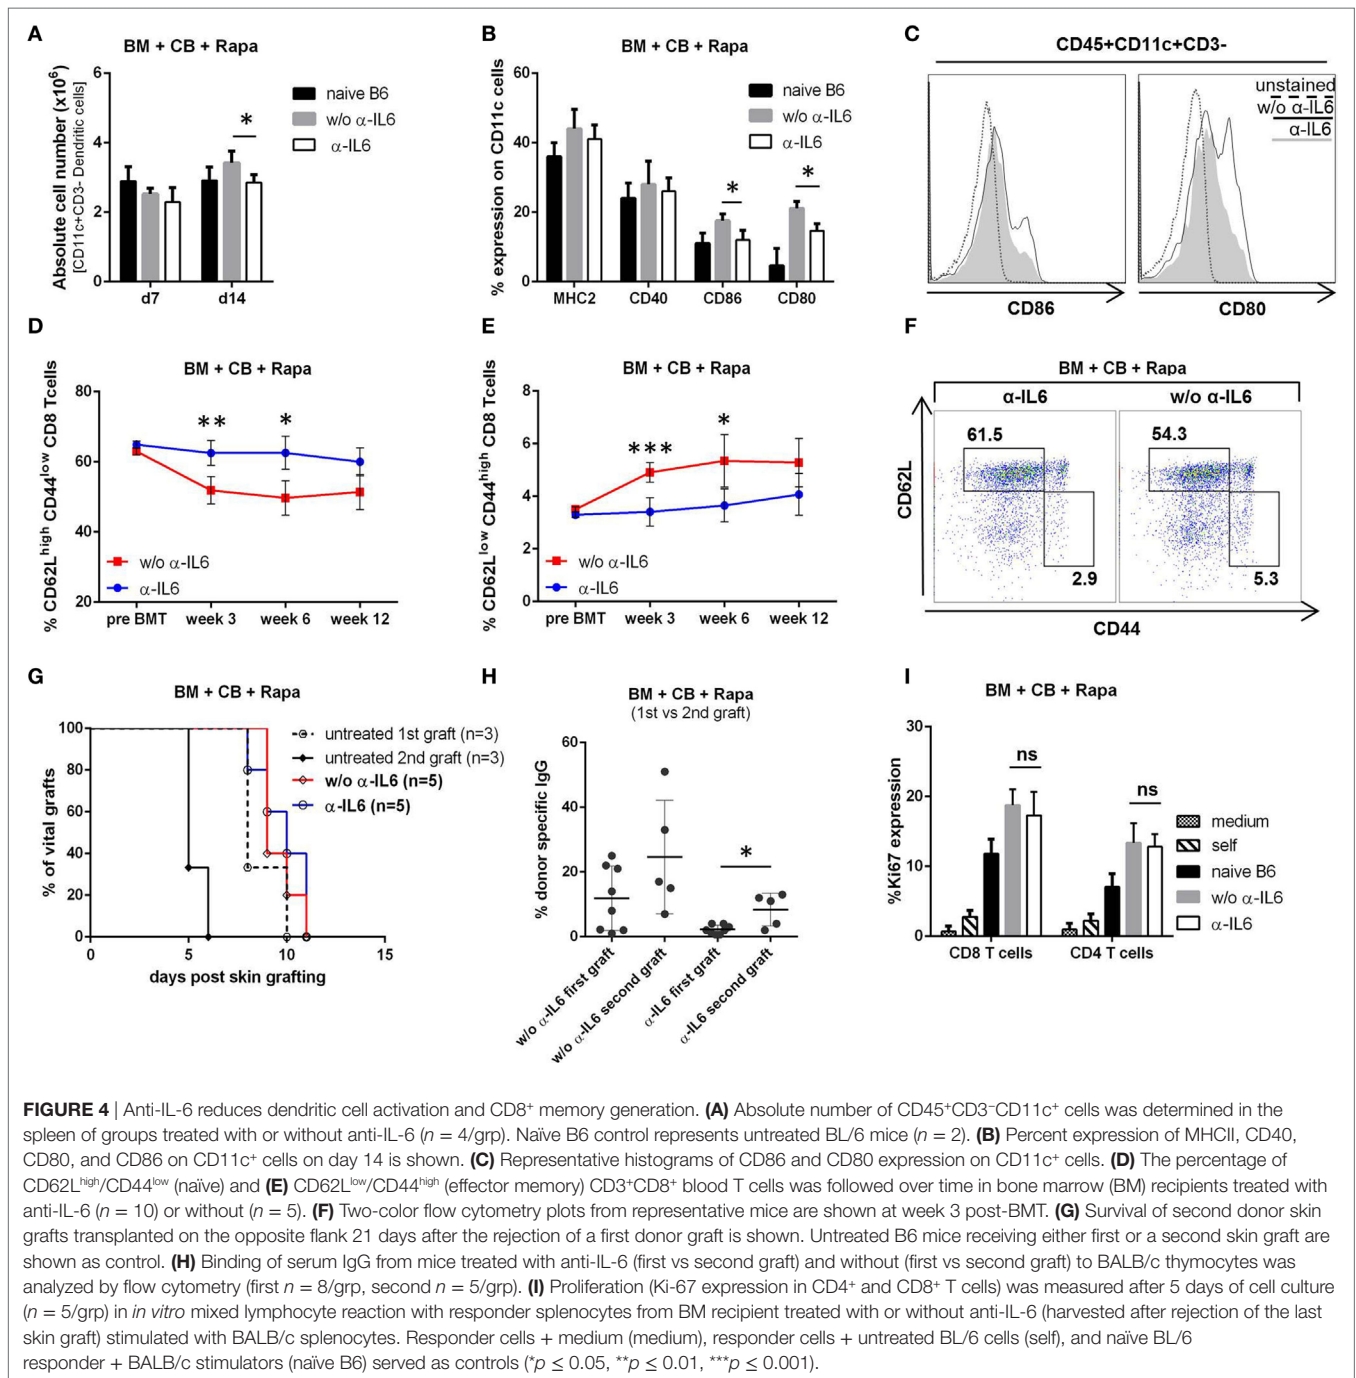 A
BM + CB + Rapa
Absolute cell number (x10⁶)
[CD11c+CD3- Dendritic cells]
6
4
2
0
d7
d14
*
naive B6
w/o α-IL6
α-IL6
B
BM + CB + Rapa
% expression on CD11c cells
60
40
20
0
MHC2
CD40
CD86
CD80
*
*
naive B6
w/o α-IL6
α-IL6
C
CD45+CD11c+CD3-
unstained
w/o α-IL6
α-IL6
CD86
CD80
D
BM + CB + Rapa
% CD62Lhigh CD44low CD8 Tcells
80
60
40
20
**
*
w/o α-IL6
α-IL6
pre BMT
week 3
week 6
week 12
E
BM + CB + Rapa
% CD62L low CD44high CD8 Tcells
8
6
4
2
0
***
*
w/o α-IL6
α-IL6
pre BMT
week 3
week 6
week 12
F
BM + CB + Rapa
α-IL6
w/o α-IL6
61.5
54.3
2.9
5.3
CD62L
CD44
G
BM + CB + Rapa
% of vital grafts
100
80
60
40
20
0
0
5
10
15
days post skin grafting
untreated 1st graft (n=3)
untreated 2nd graft (n=3)
w/o α-IL6 (n=5)
α-IL6 (n=5)
H
BM + CB + Rapa
(1st vs 2nd graft)
% donor specific IgG
60
40
20
0
*
w/o α-IL6 first graft
w/o α-IL6 second graft
α-IL6 first graft
α-IL6 second graft
I
BM + CB + Rapa
%Ki67 expression
30
20
10
0
ns
ns
CD8 T cells
CD4 T cells
medium
self
naive B6
w/o α-IL6
α-IL6
FIGURE 4 | Anti-IL-6 reduces dendritic cell activation and CD8⁺ memory generation. (A) Absolute number of CD45⁺CD3⁻CD11c⁺ cells was determined in the
spleen of groups treated with or without anti-IL-6 (n = 4/grp). Naïve B6 control represents untreated BL/6 mice (n = 2). (B) Percent expression of MHCII, CD40,
CD80, and CD86 on CD11c⁺ cells on day 14 is shown. (C) Representative histograms of CD86 and CD80 expression on CD11c⁺ cells. (D) The percentage of
CD62Lhigh/CD44low (naïve) and (E) CD62Llow/CD44high (effector memory) CD3⁺CD8⁺ blood T cells was followed over time in bone marrow (BM) recipients treated with
anti-IL-6 (n = 10) or without (n = 5). (F) Two-color flow cytometry plots from representative mice are shown at week 3 post-BMT. (G) Survival of second donor skin
grafts transplanted on the opposite flank 21 days after the rejection of a first donor graft is shown. Untreated B6 mice receiving either first or a second skin graft are
shown as control. (H) Binding of serum IgG from mice treated with anti-IL-6 (first vs second graft) and without (first vs second graft) to BALB/c thymocytes was
analyzed by flow cytometry (first n = 8/grp, second n = 5/grp). (I) Proliferation (Ki-67 expression in CD4⁺ and CD8⁺ T cells) was measured after 5 days of cell culture
(n = 5/grp) in in vitro mixed lymphocyte reaction with responder splenocytes from BM recipient treated with or without anti-IL-6 (harvested after rejection of the last
skin graft) stimulated with BALB/c splenocytes. Responder cells + medium (medium), responder cells + untreated BL/6 cells (self), and naïve BL/6
responder + BALB/c stimulators (naïve B6) served as controls (*p ≤ 0.05, **p ≤ 0.01, ***p ≤ 0.001).